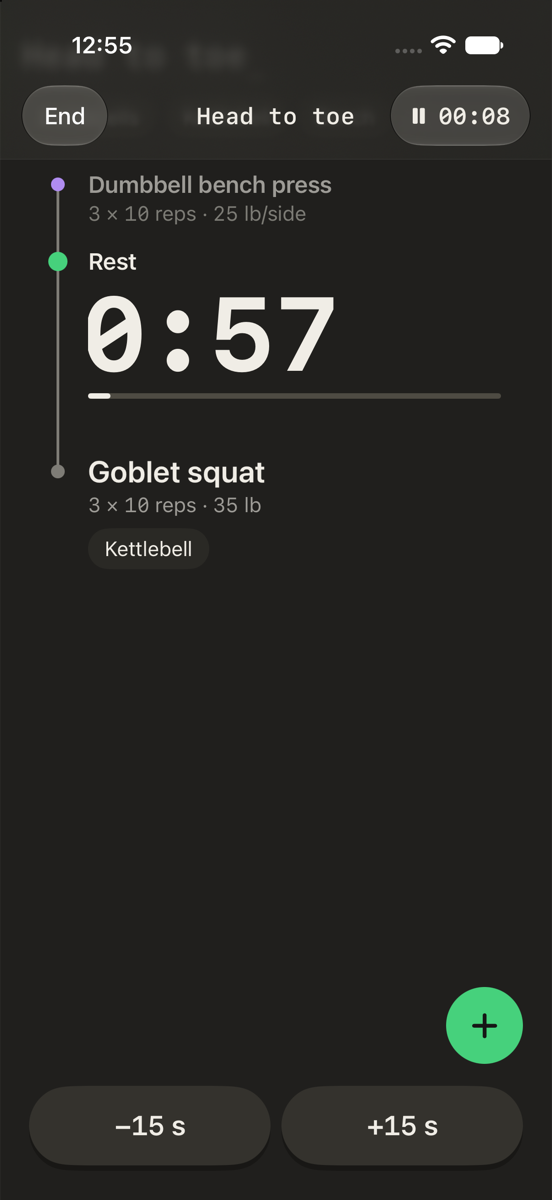 12:55
End
Head to toe
00:08
Dumbbell bench press
3 × 10 reps · 25 lb/side
Rest
0:57
Goblet squat
3 × 10 reps · 35 lb
Kettlebell
–15 s
+15 s